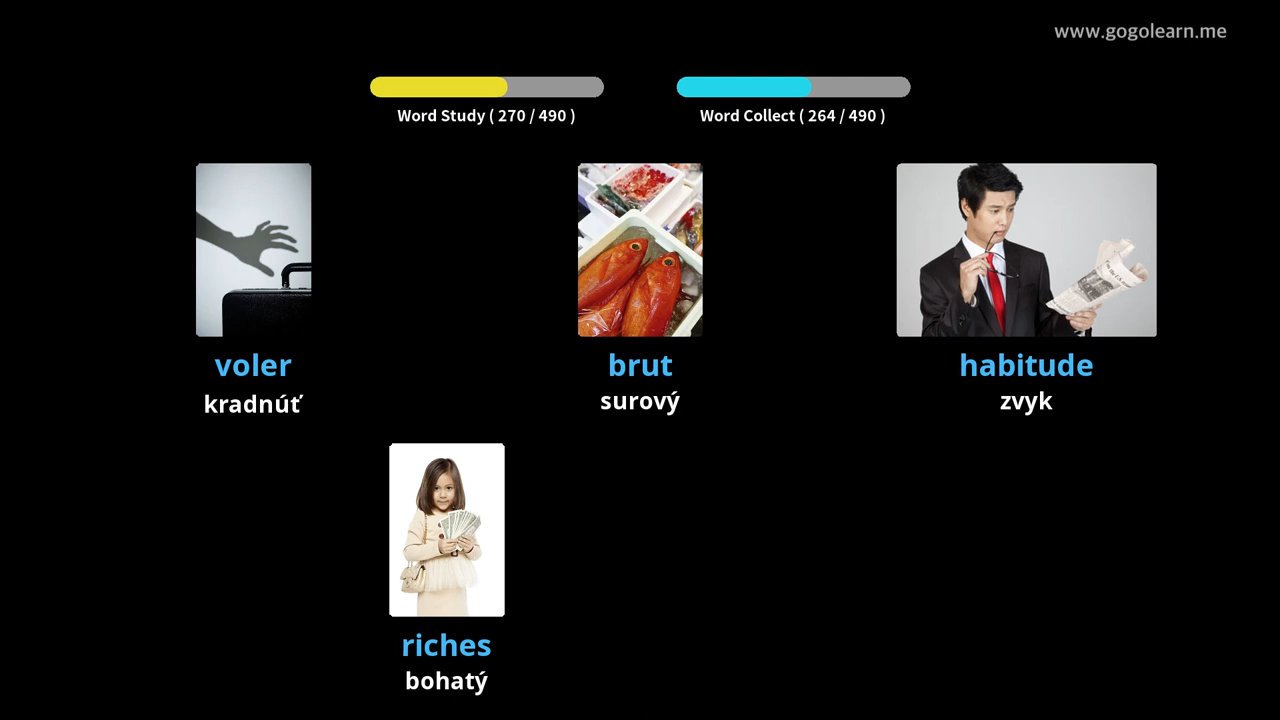 www.gogolearn.me
Word Study ( 270 / 490 )
Word Collect ( 264 / 490 )
voler
kradnúť
brut
surový
habitude
zvyk
riches
bohatý